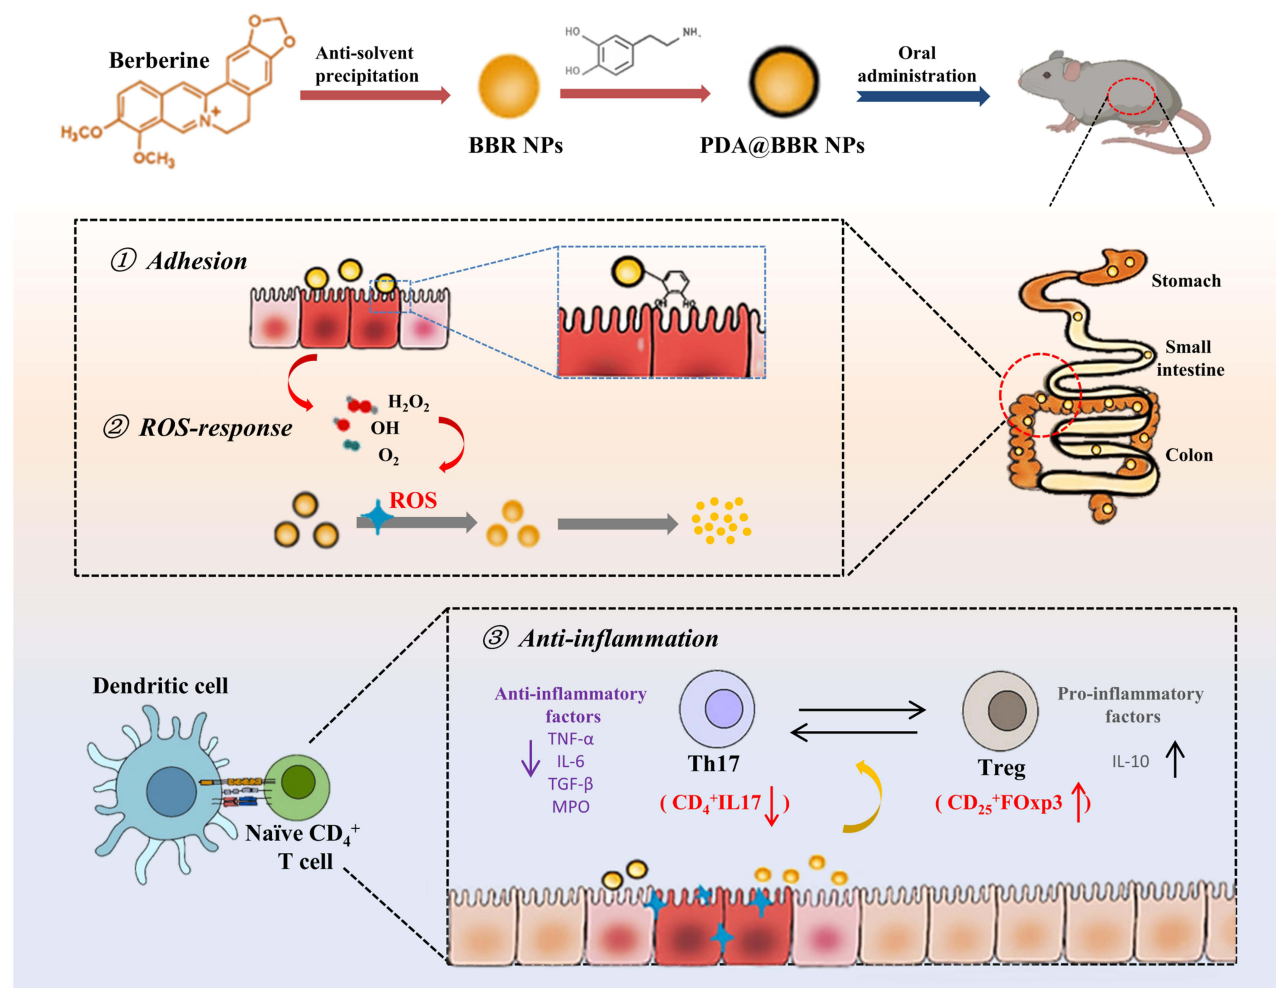 Berberine
H₃CO
OCH₃
N⁺
O
O
Anti-solvent
precipitation
BBR NPs
HO
HO
NH₂
PDA@BBR NPs
Oral
administration
① Adhesion
OH
HO
② ROS-response
H₂O₂
OH
O₂
ROS
Stomach
Small
intestine
Colon
Dendritic cell
Naïve CD₄⁺
T cell
③ Anti-inflammation
Anti-inflammatory
factors
TNF-α
IL-6
TGF-β
MPO
Th17
( CD₄⁺IL17↓ )
Treg
( CD₂₅⁺FOxp3↑)
Pro-inflammatory
factors
IL-10